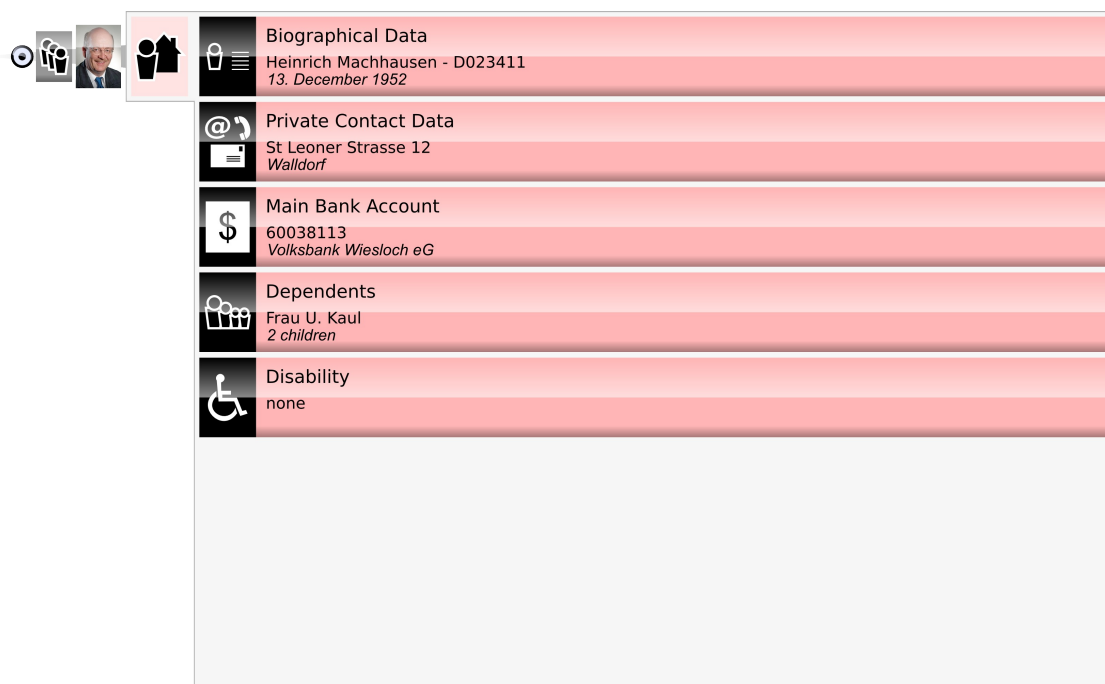 Biographical Data
Heinrich Machhausen - D023411
13. December 1952
@
Private Contact Data
St Leoner Strasse 12
Walldorf
Main Bank Account
$
60038113
Volksbank Wiesloch eG
Dependents
Frau U. Kaul
2 children
Disability
none